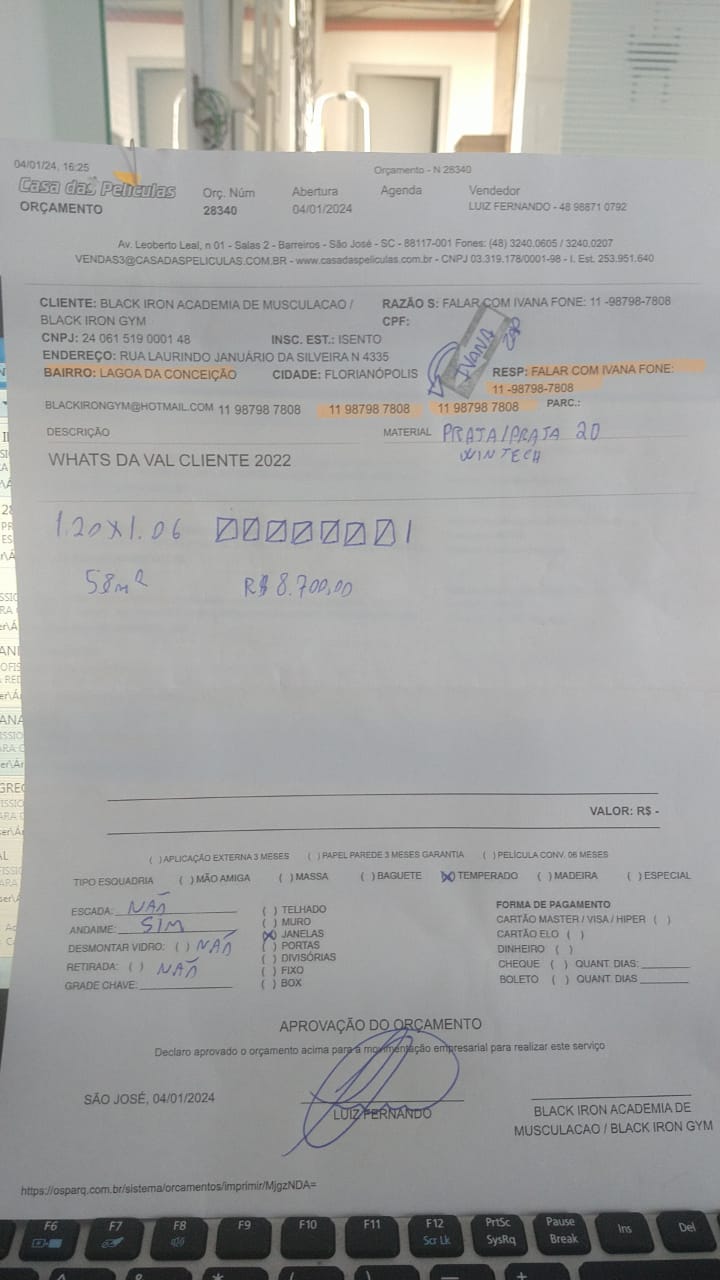 04/01/24, 16:25
Orçamento - N 28340
Casa das Películas
ORÇAMENTO
Orç. Núm
28340
Abertura
04/01/2024
Agenda
Vendedor
LUIZ FERNANDO - 48 98871 0792
Av. Leoberto Leal, n 01 - Salas 2 - Barreiros - São José - SC - 88117-001 Fones: (48) 3240.0605 / 3240.0207
VENDAS3@CASADASPELICULAS.COM.BR - www.casadaspeliculas.com.br - CNPJ 03.319.178/0001-98 - I. Est. 253.951.640
CLIENTE: BLACK IRON ACADEMIA DE MUSCULACAO /
BLACK IRON GYM
RAZÃO S: FALAR COM IVANA FONE: 11 -98798-7808
CPF:
CNPJ: 24 061 519 0001 48
INSC. EST.: ISENTO
IVANA
ENDEREÇO: RUA LAURINDO JANUÁRIO DA SILVEIRA N 4335
BAIRRO: LAGOA DA CONCEIÇÃO
CIDADE: FLORIANÓPOLIS
RESP: FALAR COM IVANA FONE:
11 -98798-7808
BLACKIRONGYM@HOTMAIL.COM 11 98798 7808 11 98798 7808 11 98798 7808 PARC.:
DESCRIÇÃO
MATERIAL PRATA/PRATA 20
WINTECH
WHATS DA VAL CLIENTE 2022
1.20 x 1.06
58m²
R$ 8.700,00
VALOR: R$ -
( )APLICAÇÃO EXTERNA 3 MESES ( )PAPEL PAREDE 3 MESES GARANTIA ( )PELÍCULA CONV. 06 MESES
TIPO ESQUADRIA ( )MÃO AMIGA ( )MASSA ( )BAGUETE (X)TEMPERADO ( )MADEIRA ( )ESPECIAL
ESCADA: NÃO
ANDAIME: SIM
DESMONTAR VIDRO: ( ) NÃO
RETIRADA: ( ) NÃO
GRADE CHAVE:
( ) TELHADO
( ) MURO
(X) JANELAS
( ) PORTAS
( ) DIVISÓRIAS
( ) FIXO
( ) BOX
FORMA DE PAGAMENTO
CARTÃO MASTER / VISA / HIPER ( )
CARTÃO ELO ( )
DINHEIRO ( )
CHEQUE ( ) QUANT. DIAS:
BOLETO ( ) QUANT. DIAS
APROVAÇÃO DO ORÇAMENTO
Declaro aprovado o orçamento acima para a movimentação empresarial para realizar este serviço
SÃO JOSÉ, 04/01/2024
LUIZ FERNANDO
BLACK IRON ACADEMIA DE
MUSCULACAO / BLACK IRON GYM
https://osparq.com.br/sistema/orcamentos/imprimir/MjgzNDA=
F6 F7 F8 F9 F10 F11 F12 PrtSc Pause Ins Del
Scr Lk SysRq Break